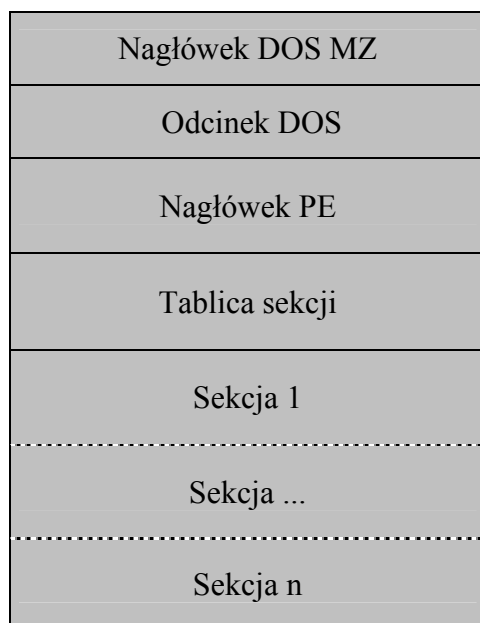 Nagłówek DOS MZ
Odcinek DOS
Nagłówek PE
Tablica sekcji
Sekcja 1
Sekcja ...
Sekcja n